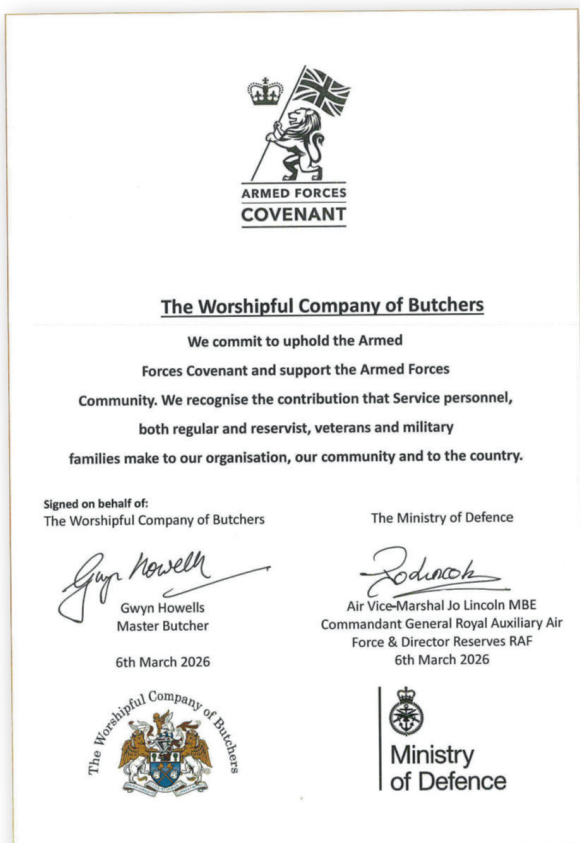 ARMED FORCES
COVENANT
The Worshipful Company of Butchers
We commit to uphold the Armed
Forces Covenant and support the Armed Forces
Community. We recognise the contribution that Service personnel,
both regular and reservist, veterans and military
families make to our organisation, our community and to the country.
Signed on behalf of:
The Worshipful Company of Butchers
Gwyn Howells
Gwyn Howells
Master Butcher
6th March 2026
The Worshipful Company of Butchers
The Ministry of Defence
Air Vice-Marshal Jo Lincoln MBE
Commandant General Royal Auxiliary Air
Force & Director Reserves RAF
6th March 2026
Ministry
of Defence